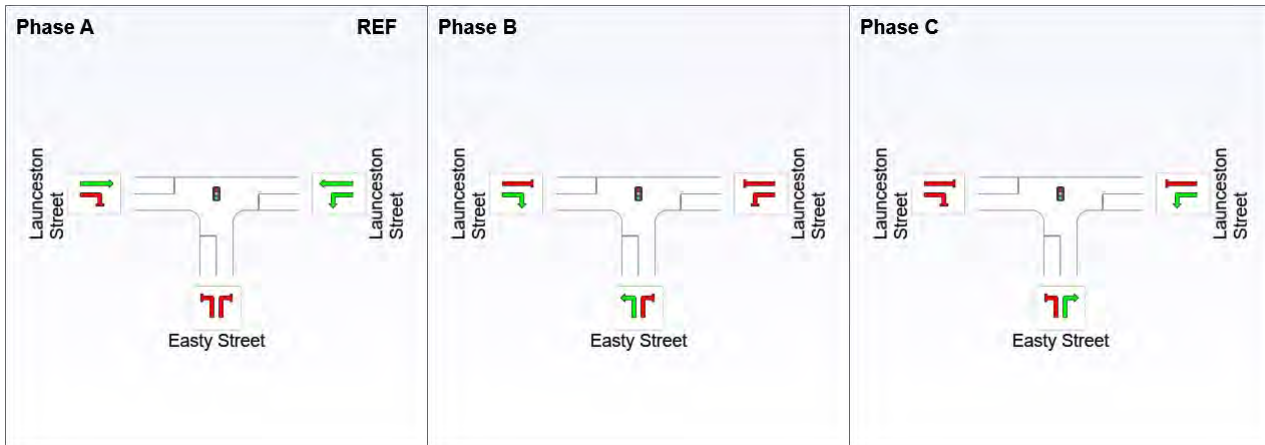 Phase A
REF
Launceston
Street
Launceston
Street
Easty Street
Phase B
Launceston
Street
Launceston
Street
Easty Street
Phase C
Launceston
Street
Launceston
Street
Easty Street